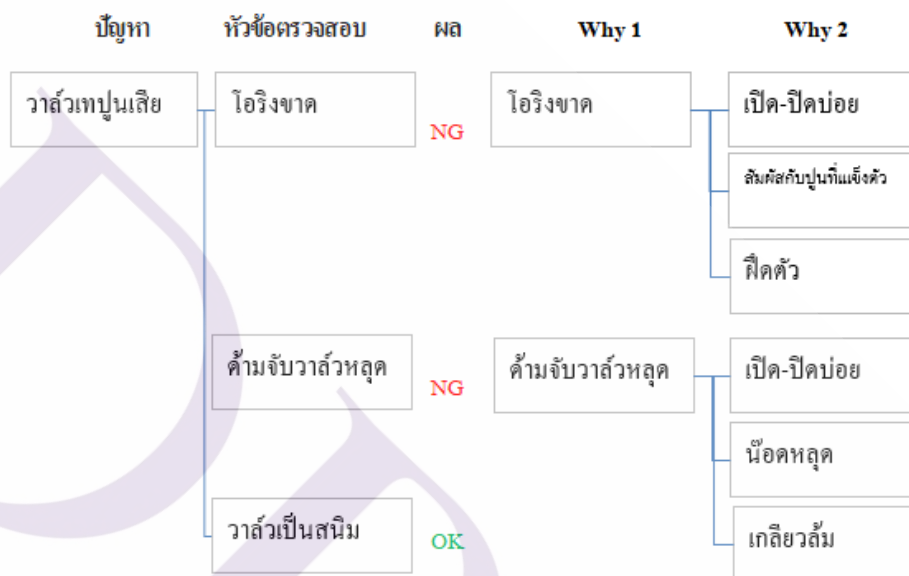 ปัญหา หัวข้อตรวจสอบ ผล Why 1 Why 2
วาล์วเทปูนเสีย โอริงขาด NG โอริงขาด เปิด-ปิดบ่อย
สัมผัสกับปูนที่แข็งตัว
ฝืดตัว
ด้ามจับวาล์วหลุด NG ด้ามจับวาล์วหลุด เปิด-ปิดบ่อย
น๊อดหลุด
วาล์วเป็นสนิม OK เกลียวล้ม